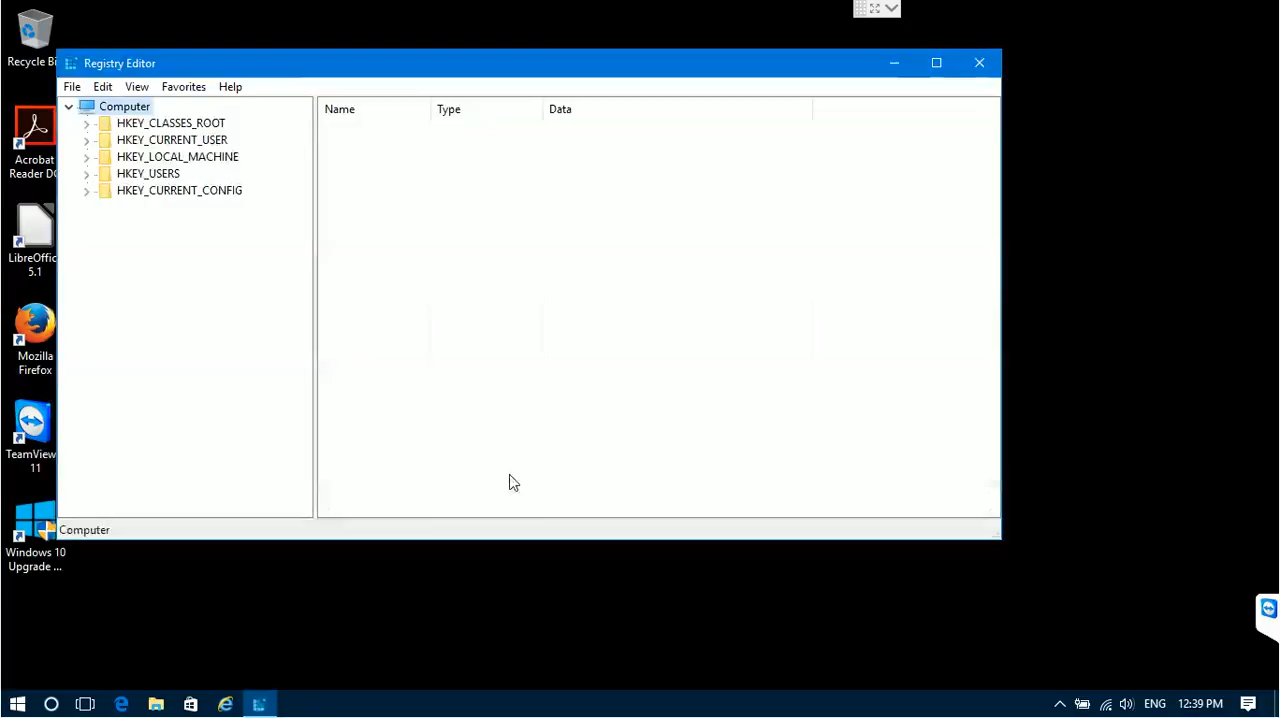 Recycle Bi
Registry Editor
File Edit View Favorites Help
Computer
HKEY_CLASSES_ROOT
HKEY_CURRENT_USER
HKEY_LOCAL_MACHINE
HKEY_USERS
HKEY_CURRENT_CONFIG
Name Type Data
Acrobat
Reader DC
LibreOffic
5.1
Mozilla
Firefox
TeamView
11
Windows 10
Upgrade ...
Computer
ENG 12:39 PM